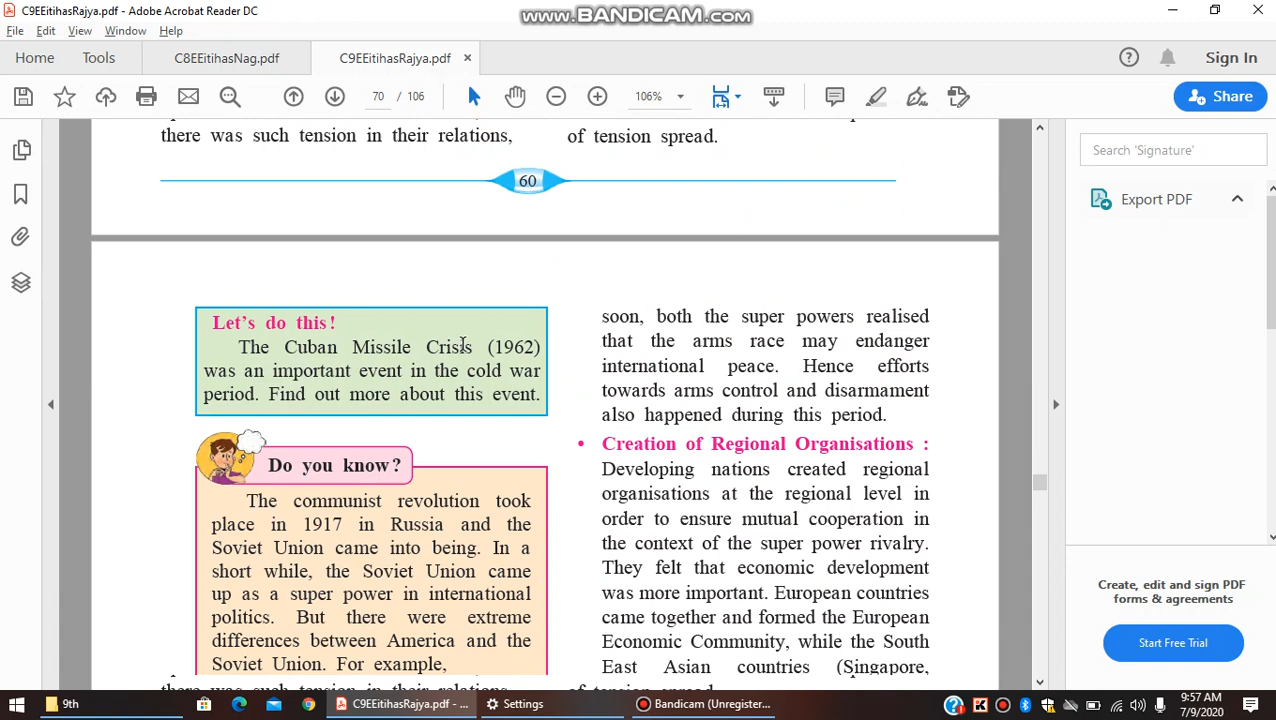 C9EEitihasRajya.pdf - Adobe Acrobat Reader DC
www.BANDICAM.com
File Edit View Window Help
Home Tools C8EEitihasNag.pdf C9EEitihasRajya.pdf × Sign In
70 / 106 106% Share
there was such tension in their relations,
of tension spread.
60
Let's do this!
The Cuban Missile Crisis (1962)
was an important event in the cold war
period. Find out more about this event.
Do you know?
The communist revolution took
place in 1917 in Russia and the
Soviet Union came into being. In a
short while, the Soviet Union came
up as a super power in international
politics. But there were extreme
differences between America and the
Soviet Union. For example,
there was such tension in their relations
soon, both the super powers realised
that the arms race may endanger
international peace. Hence efforts
towards arms control and disarmament
also happened during this period.
• Creation of Regional Organisations :
Developing nations created regional
organisations at the regional level in
order to ensure mutual cooperation in
the context of the super power rivalry.
They felt that economic development
was more important. European countries
came together and formed the European
Economic Community, while the South
East Asian countries (Singapore,
of tension spread
Search 'Signature'
Export PDF
Create, edit and sign PDF
forms & agreements
Start Free Trial
9th C9EEitihasRajya.pdf - ... Settings Bandicam (Unregister... 9:57 AM
7/9/2020